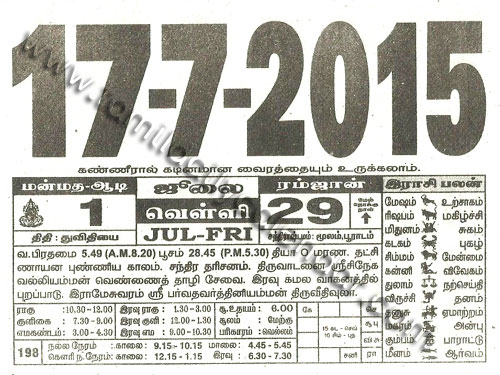 17-7-2015
கண்ணீரால் கடினமான வைரத்தையும் உருக்கலாம்.
மன்மத-ஆடி ஜூலை ரம்ஜான் இராசி பலன்
1 வெள்ளி 29 மேல் நோக்கு நாள்
திதி : துவிதியை JUL-FRI சந்திராஷ்டமம் : மூலம், பூராடம்
வ.பிரதமை 5.49 (A.M.8.20) பூசம் 28.45 (P.M.5.30) தியா மரண. தட்சி
ணாயன புண்ணிய காலம். சந்திர தரிசனம். திருவாடானை ஸ்ரீசிநேக
வல்லியம்மன் வெண்ணைத் தாழி சேவை. இரவு கமல வாகனத்தில்
புறப்பாடு. இராமேசுவரம் ஸ்ரீ பர்வதவர்த்தினியம்மன் திருவீதிஉலா.
மேஷம் உற்சாகம்
ரிஷபம் மகிழ்ச்சி
மிதுனம் சுகம்
கடகம் புகழ்
சிம்மம் மேன்மை
கன்னி விவேகம்
துலாம் நற்செய்தி
விருச்சி தனம்
தனுசு ஏமாற்றம்
மகரம் அன்பு
கும்பம் பாராட்டு
மீனம் ஆர்வம்
ராகு :10.30 - 12.00 இரவு ராகு : 1.30 - 3.00 சூ.உதயம் : 6.00
குளிகை : 7.30 - 9.00 இரவு குளி : 12.00 - 1.30 சூலம் : மேற்கு
எமகண்டம் : 3.00 - 4.30 இரவு எம : 9.00 - 10.30 பரிகாரம் : வெல்லம்
198 நல்ல நேரம் : காலை : 9.15 - 10.15 மாலை : 4.45 - 5.45
கௌரி ந.நேரம் : காலை : 12.15 - 1.15 இரவு : 6.30 - 7.30
கே
15 கட - செவ்
சூ பு
சனி
ரா
www.tamildailycalendar.com